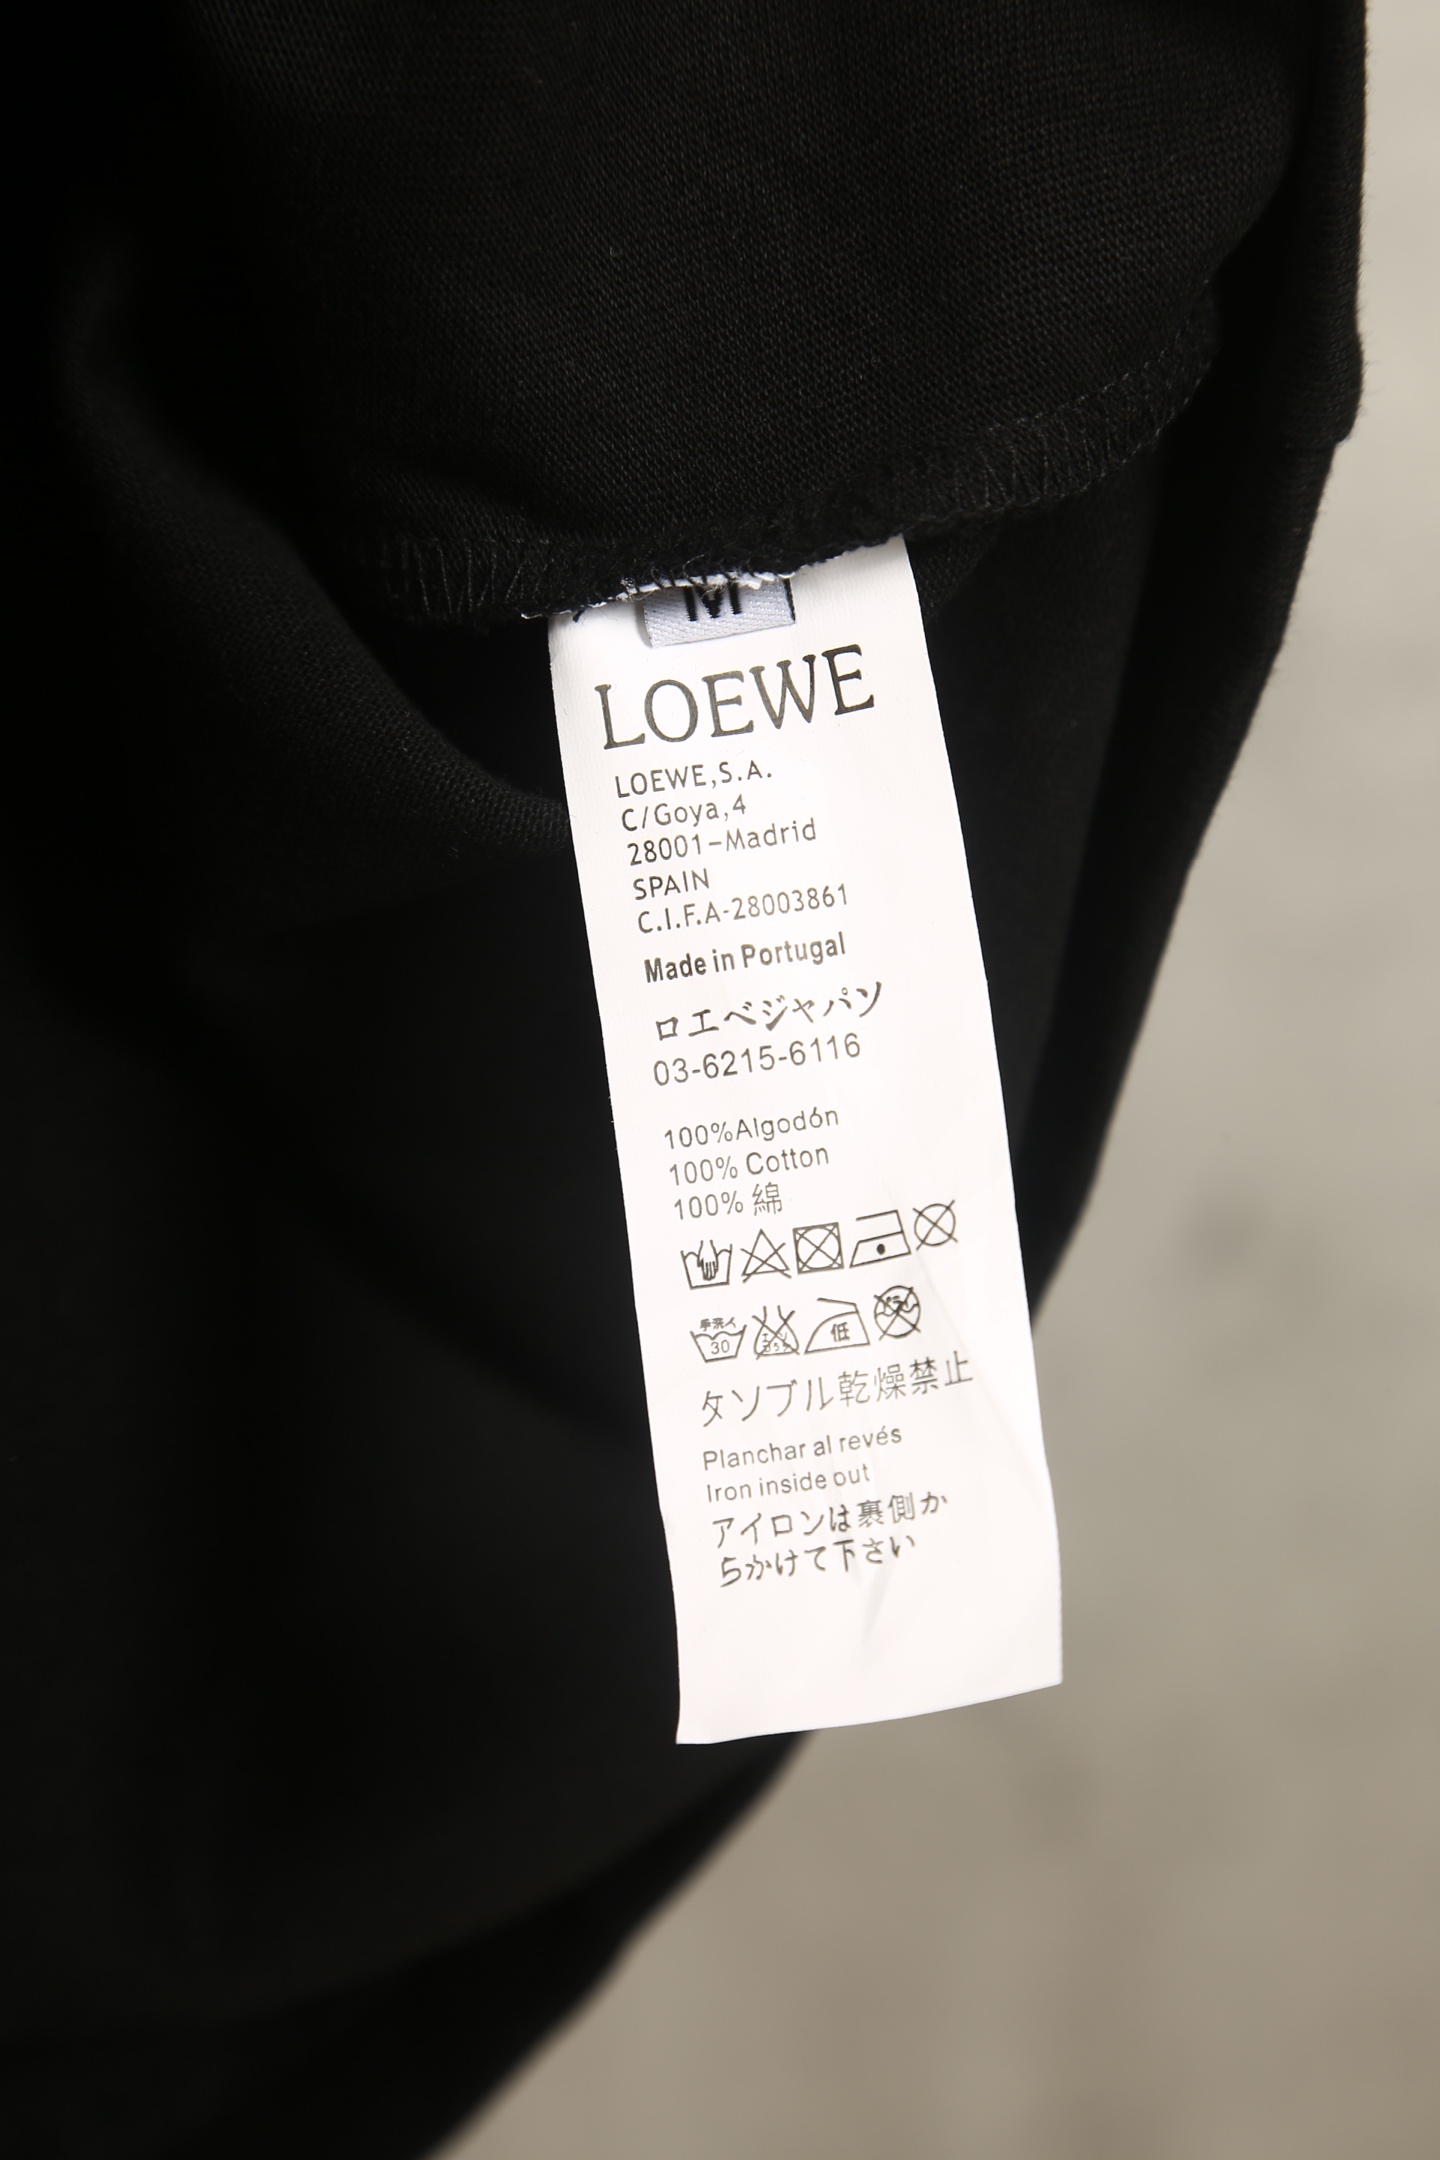 M
LOEWE
LOEWE,S.A.
C/Goya,4
28001-Madrid
SPAIN
C.I.F.A-28003861
Made in Portugal
ロエベジャパソ
03-6215-6116
100%Algodón
100% Cotton
100% 綿
手洗イ
30
低
タソブル乾燥禁止
Planchar al revés
Iron inside out
アイロンは裏側か
5かけて下さい